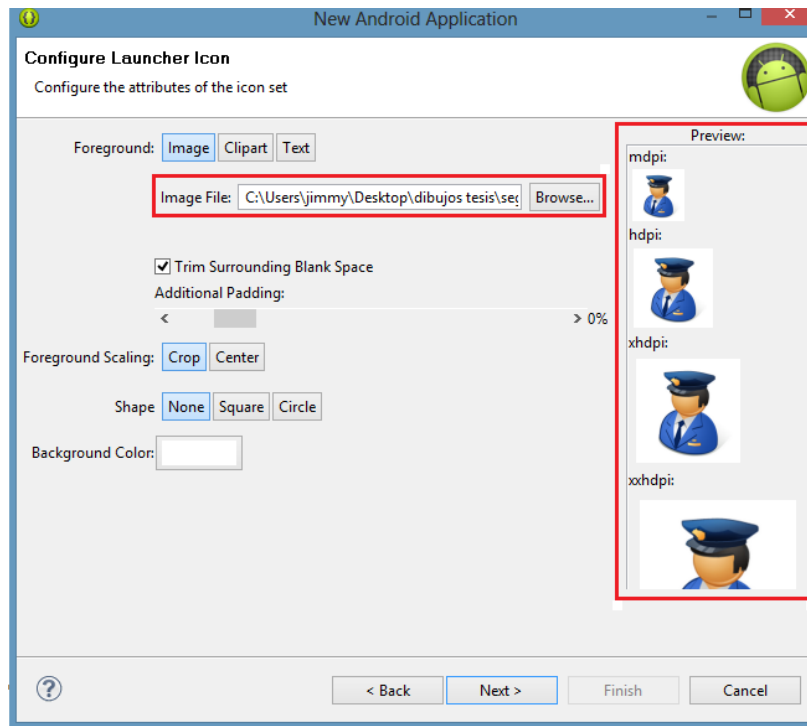 New Android Application
Configure Launcher Icon
Configure the attributes of the icon set
Foreground: Image Clipart Text
Image File: C:\Users\jimmy\Desktop\dibujos tesis\seg Browse...
Trim Surrounding Blank Space
Additional Padding:
< > 0%
Foreground Scaling: Crop Center
Shape None Square Circle
Background Color:
Preview:
mdpi:
hdpi:
xhdpi:
xxhdpi:
? < Back Next > Finish Cancel